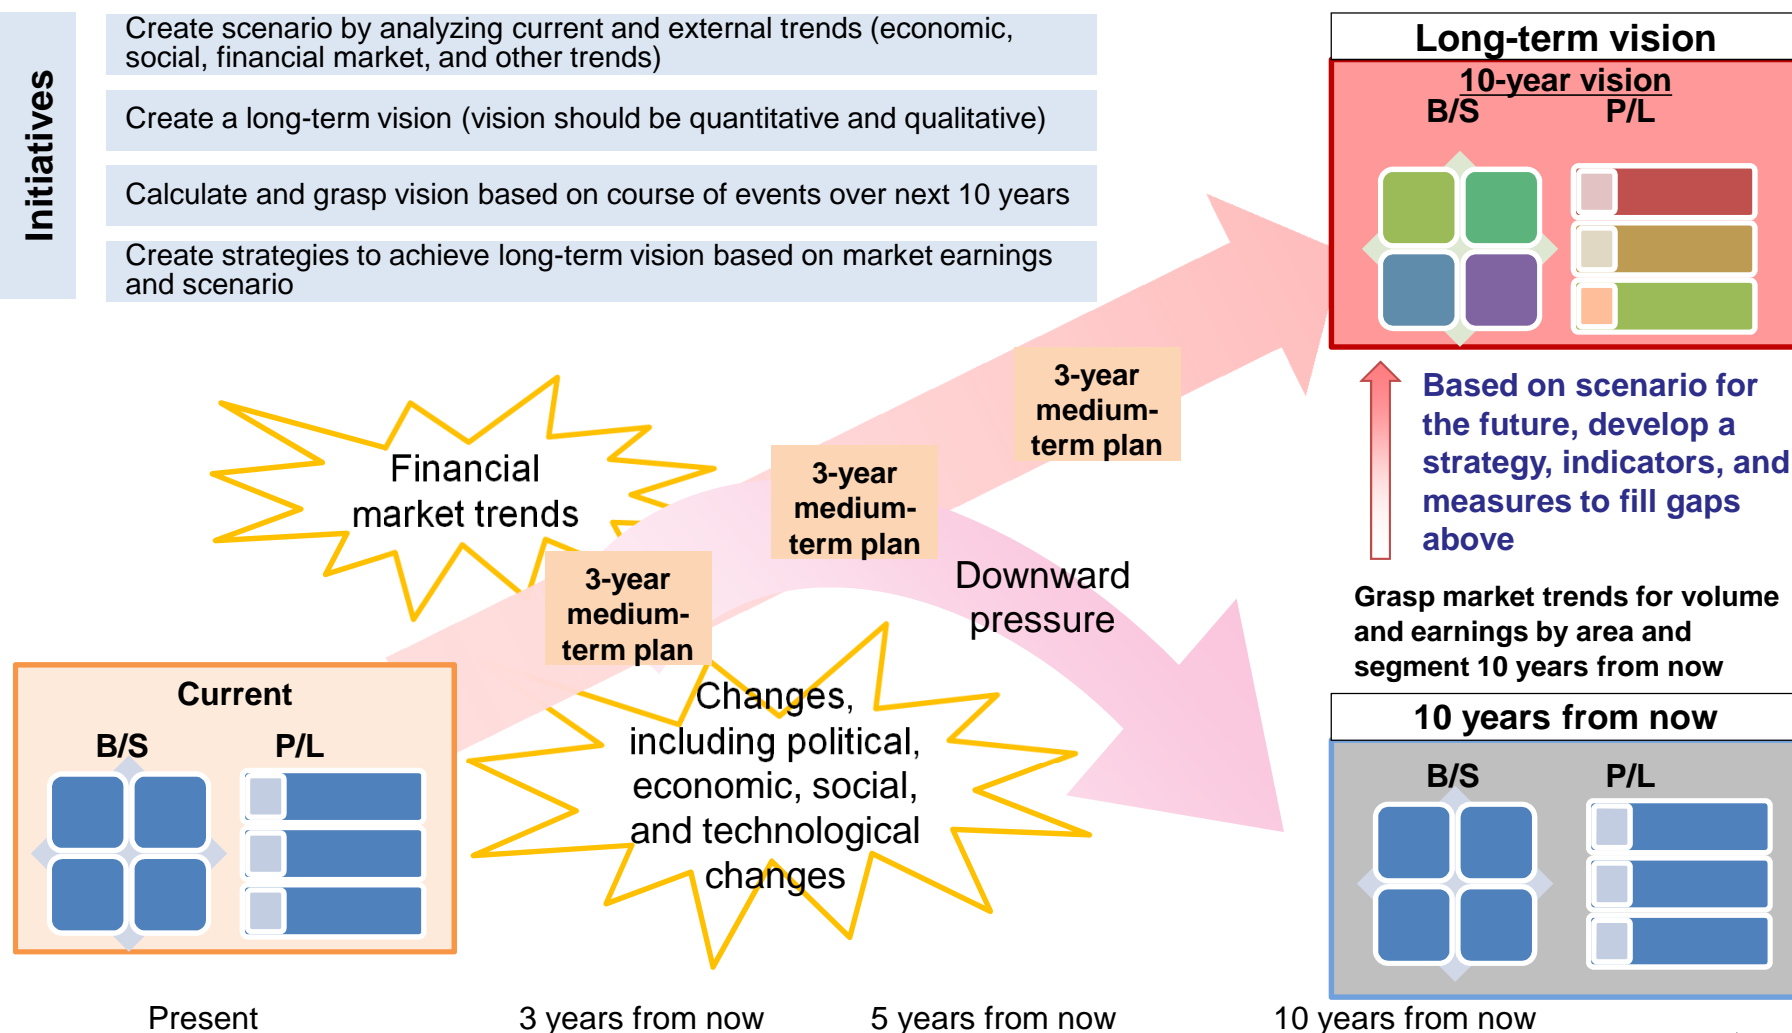 Initiatives
Create scenario by analyzing current and external trends (economic,
social, financial market, and other trends)
Create a long-term vision (vision should be quantitative and qualitative)
Calculate and grasp vision based on course of events over next 10 years
Create strategies to achieve long-term vision based on market earnings
and scenario
Long-term vision
10-year vision
B/S P/L
3-year
medium-
term plan
Based on scenario for
the future, develop a
strategy, indicators, and
measures to fill gaps
above
Financial
market trends
3-year
medium-
term plan
3-year
medium-
term plan
Downward
pressure
Grasp market trends for volume
and earnings by area and
segment 10 years from now
Current
B/S P/L
Changes,
including political,
economic, social,
and technological
changes
10 years from now
B/S P/L
Present
3 years from now
5 years from now
10 years from now